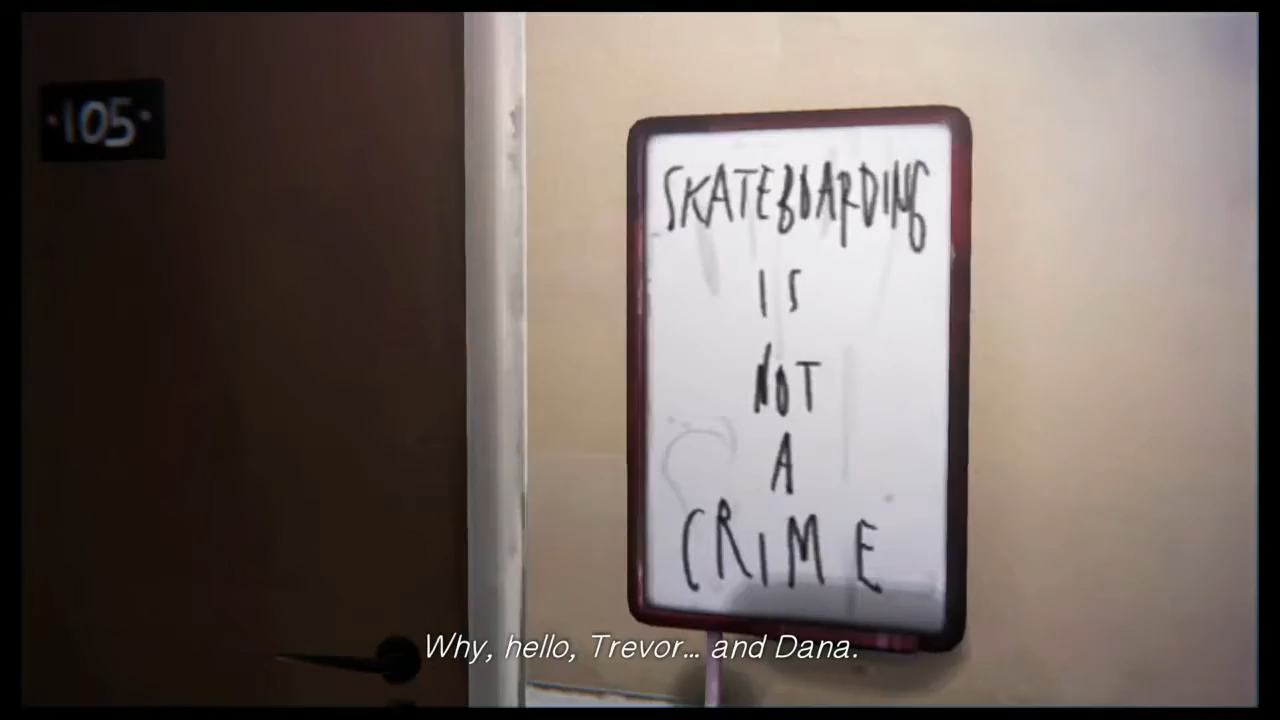 ·105·
SKATEBOARDING
IS
NOT
A
CRIME
Why, hello, Trevor... and Dana.